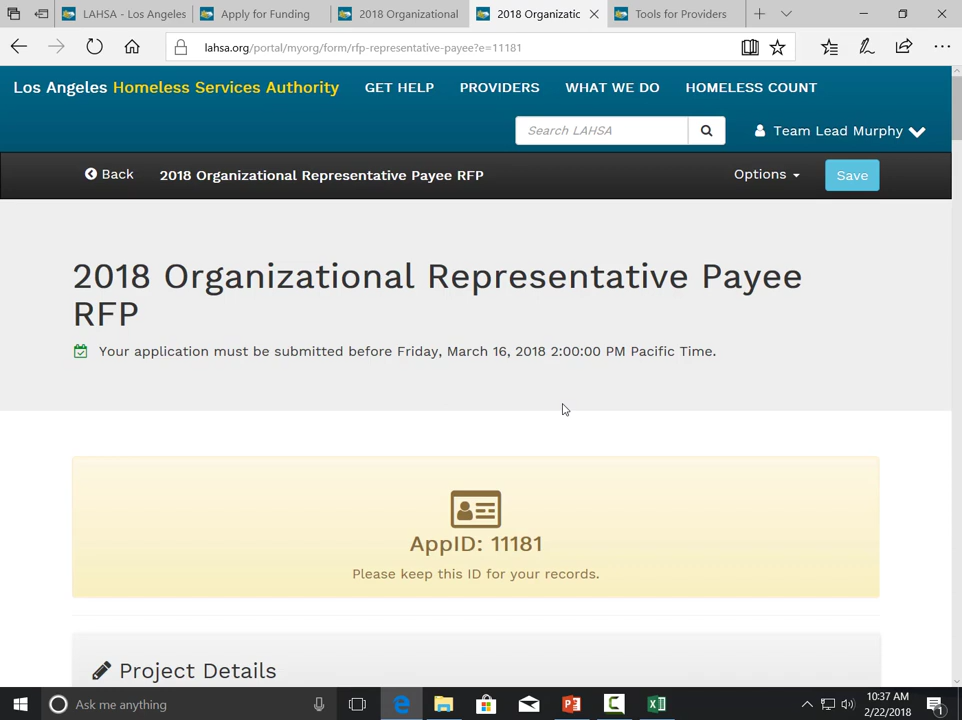 LAHSA - Los Angeles
Apply for Funding
2018 Organizational
2018 Organizatic
Tools for Providers
lahsa.org/portal/myorg/form/rfp-representative-payee?e=11181
Los Angeles Homeless Services Authority
GET HELP
PROVIDERS
WHAT WE DO
HOMELESS COUNT
Search LAHSA
Team Lead Murphy
Back
2018 Organizational Representative Payee RFP
Options
Save
2018 Organizational Representative Payee
RFP
Your application must be submitted before Friday, March 16, 2018 2:00:00 PM Pacific Time.
AppID: 11181
Please keep this ID for your records.
Project Details
Ask me anything
10:37 AM
2/22/2018
1